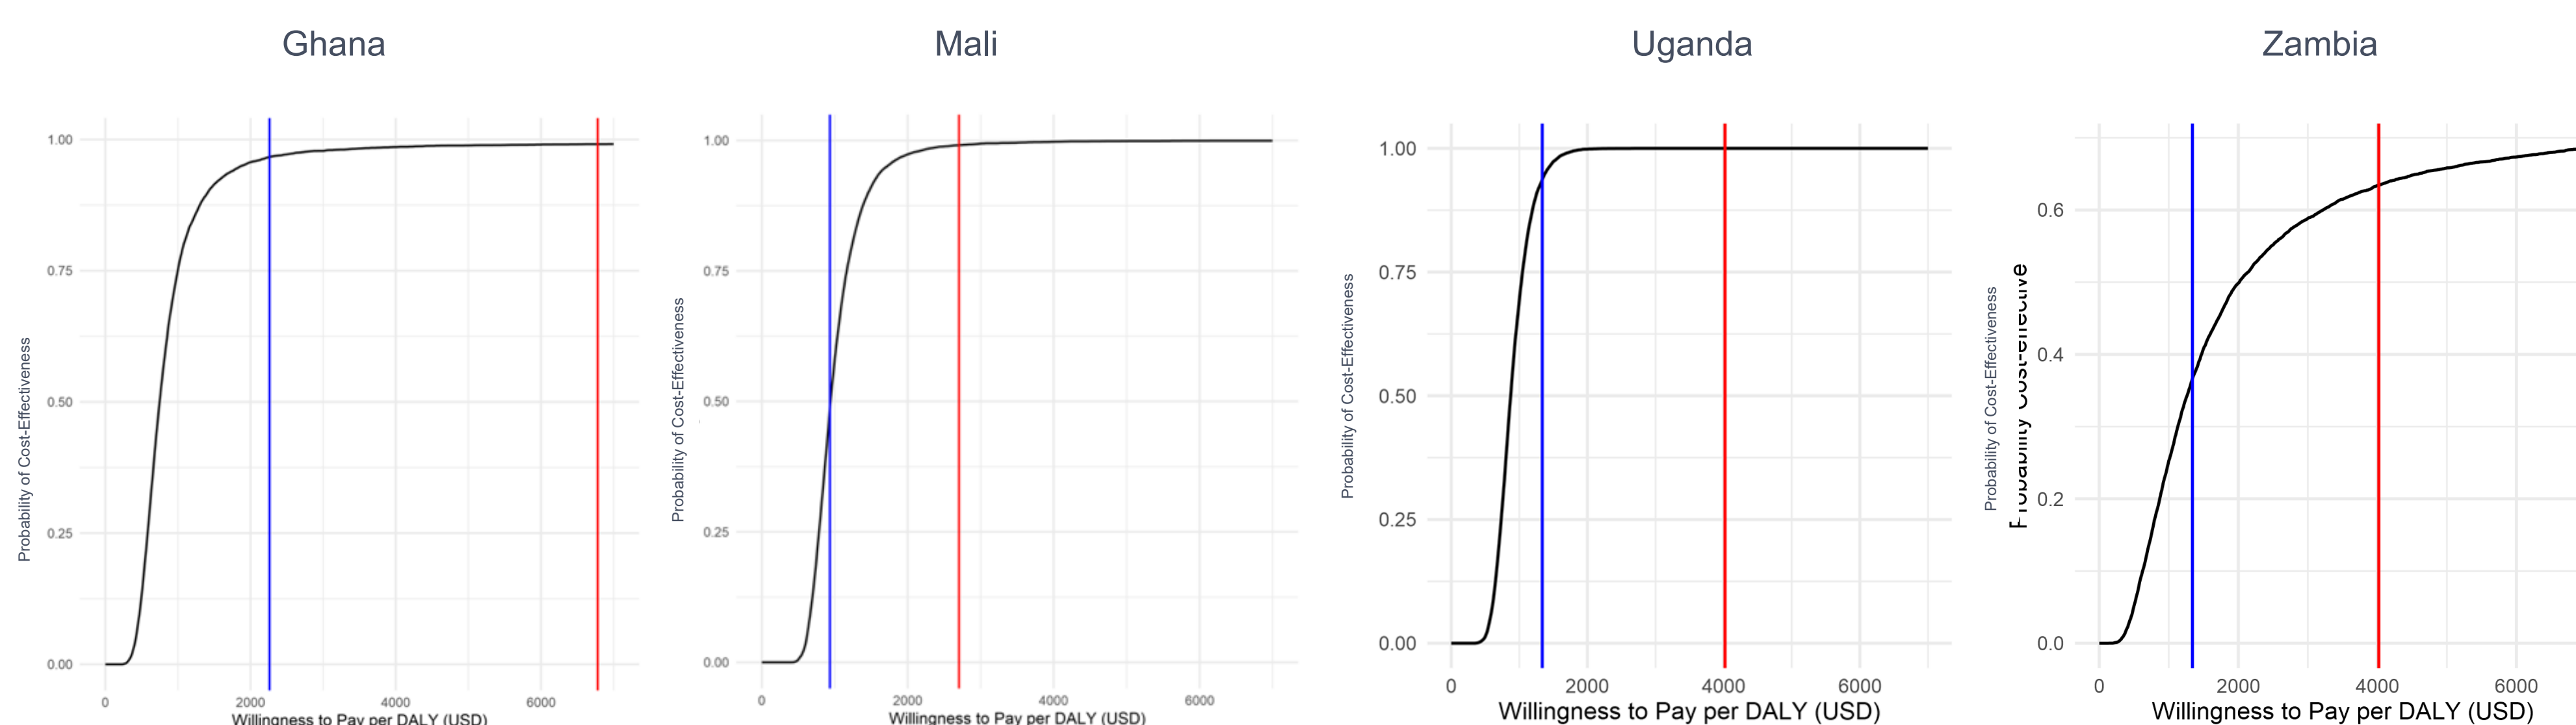 Ghana
Probability of Cost-Effectiveness
1.00
0.75
0.50
0.25
0.00
0 2000 4000 6000
Willingness to Pay per DALY (USD)
Mali
Probability of Cost-Effectiveness
1.00
0.75
0.50
0.25
0.00
0 2000 4000 6000
Willingness to Pay per DALY (USD)
Uganda
Probability of Cost-Effectiveness
1.00
0.75
0.50
0.25
0.00
0 2000 4000 6000
Willingness to Pay per DALY (USD)
Zambia
Probability of Cost-Effectiveness
Probability Cost-effective
0.6
0.4
0.2
0.0
0 2000 4000 6000
Willingness to Pay per DALY (USD)